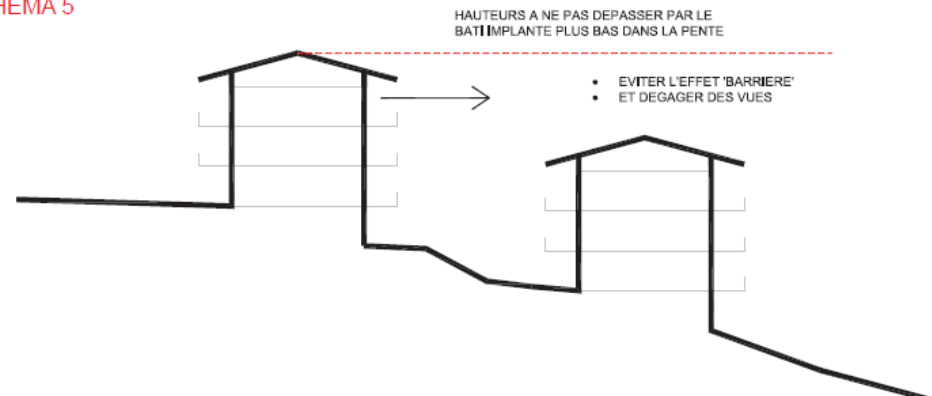 HEMA 5
HAUTEURS A NE PAS DEPASSER PAR LE
BATI IMPLANTE PLUS BAS DANS LA PENTE
• EVITER L'EFFET 'BARRIERE'
• ET DEGAGER DES VUES